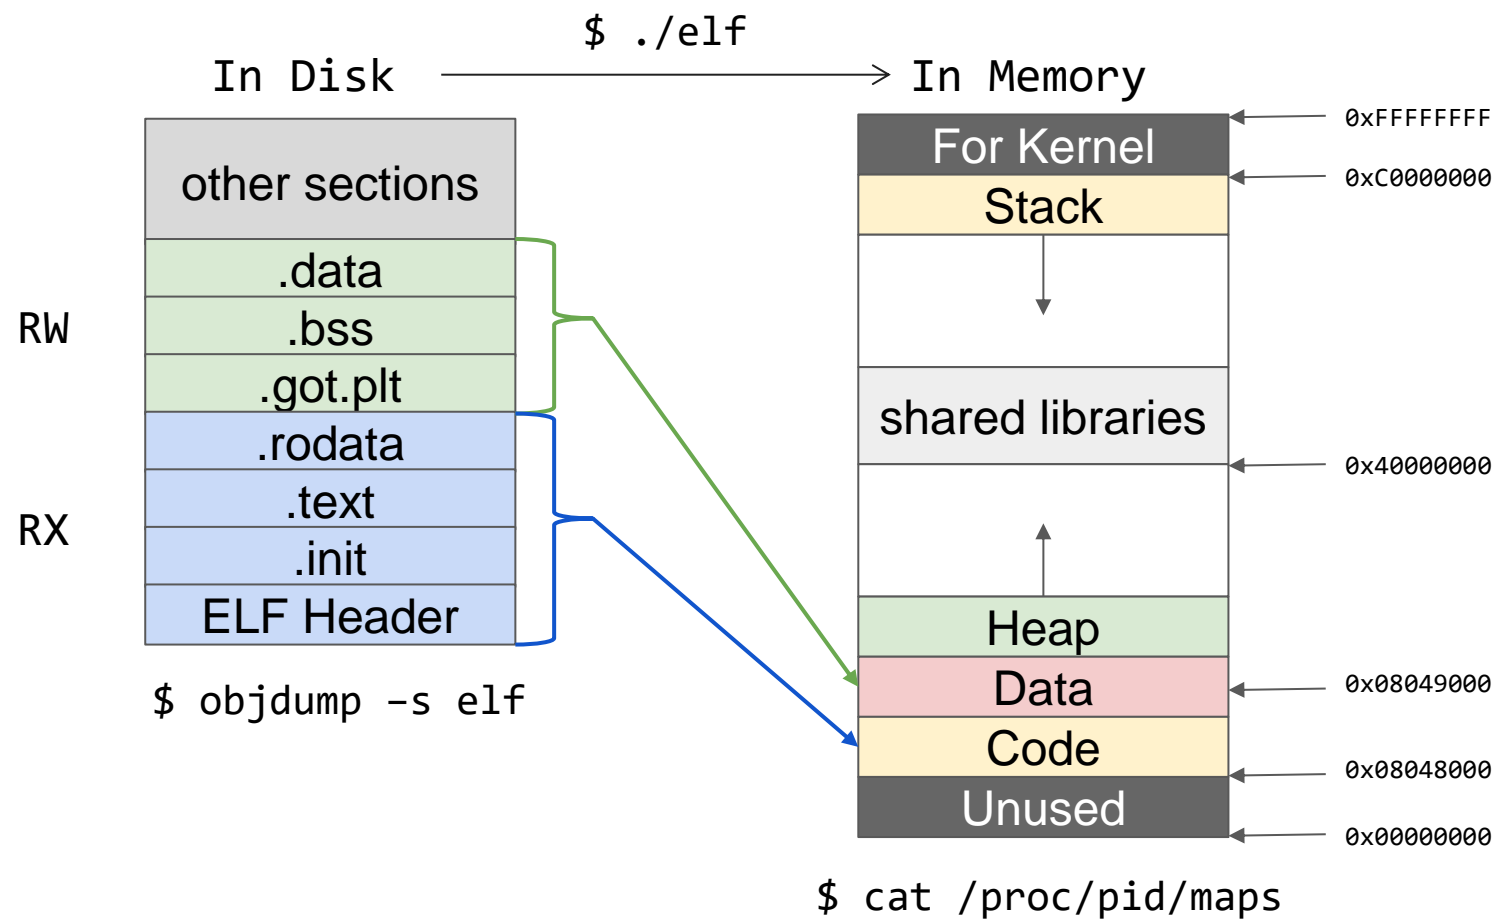 $ ./elf
In Disk
In Memory
other sections
.data
.bss
.got.plt
.rodata
.text
.init
ELF Header
RW
RX
$ objdump –s elf
For Kernel
Stack
shared libraries
Heap
Data
Code
Unused
0xFFFFFFFF
0xC0000000
0x40000000
0x08049000
0x08048000
0x00000000
$ cat /proc/pid/maps